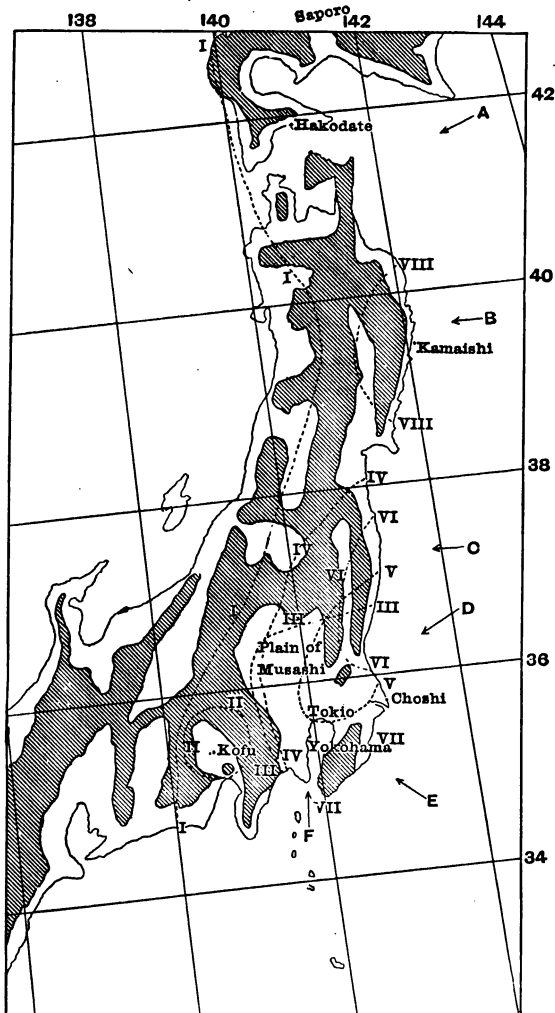 Saporo
138
140
142
144
I
42
A
Hakodate
VIII
40
I
B
Kamaishi
VIII
38
IV
VI
IV
C
V
VI
I
III
III
D
Plain of
Musashi
36
VI
V
Choshi
II
Tokio
II
Kofu
IV
Yokohama
VII
III
E
VII
I
F
34